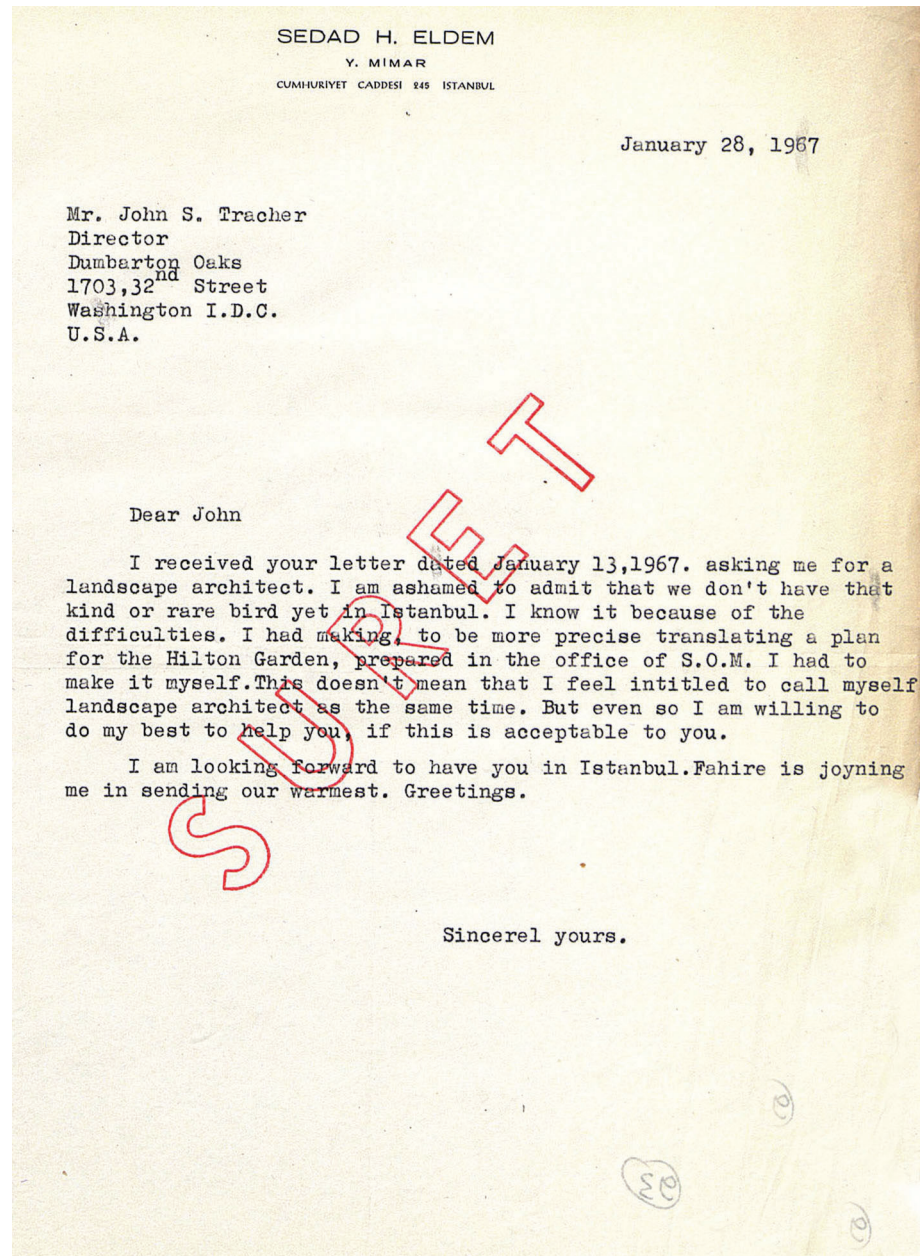 SEDAD H. ELDEM
Y. MİMAR
CUMHURİYET CADDESİ 245 ISTANBUL
January 28, 1967
Mr. John S. Tracher
Director
Dumbarton Oaks
1703,32nd Street
Washington I.D.C.
U.S.A.
Dear John
I received your letter dated January 13,1967. asking me for a
landscape architect. I am ashamed to admit that we don't have that
kind or rare bird yet in Istanbul. I know it because of the
difficulties. I had making, to be more precise translating a plan
for the Hilton Garden, prepared in the office of S.O.M. I had to
make it myself.This doesn't mean that I feel intitled to call myself
landscape architect as the same time. But even so I am willing to
do my best to help you, if this is acceptable to you.
I am looking forward to have you in Istanbul.Fahire is joyning
me in sending our warmest. Greetings.
Sincerel yours.
SURET